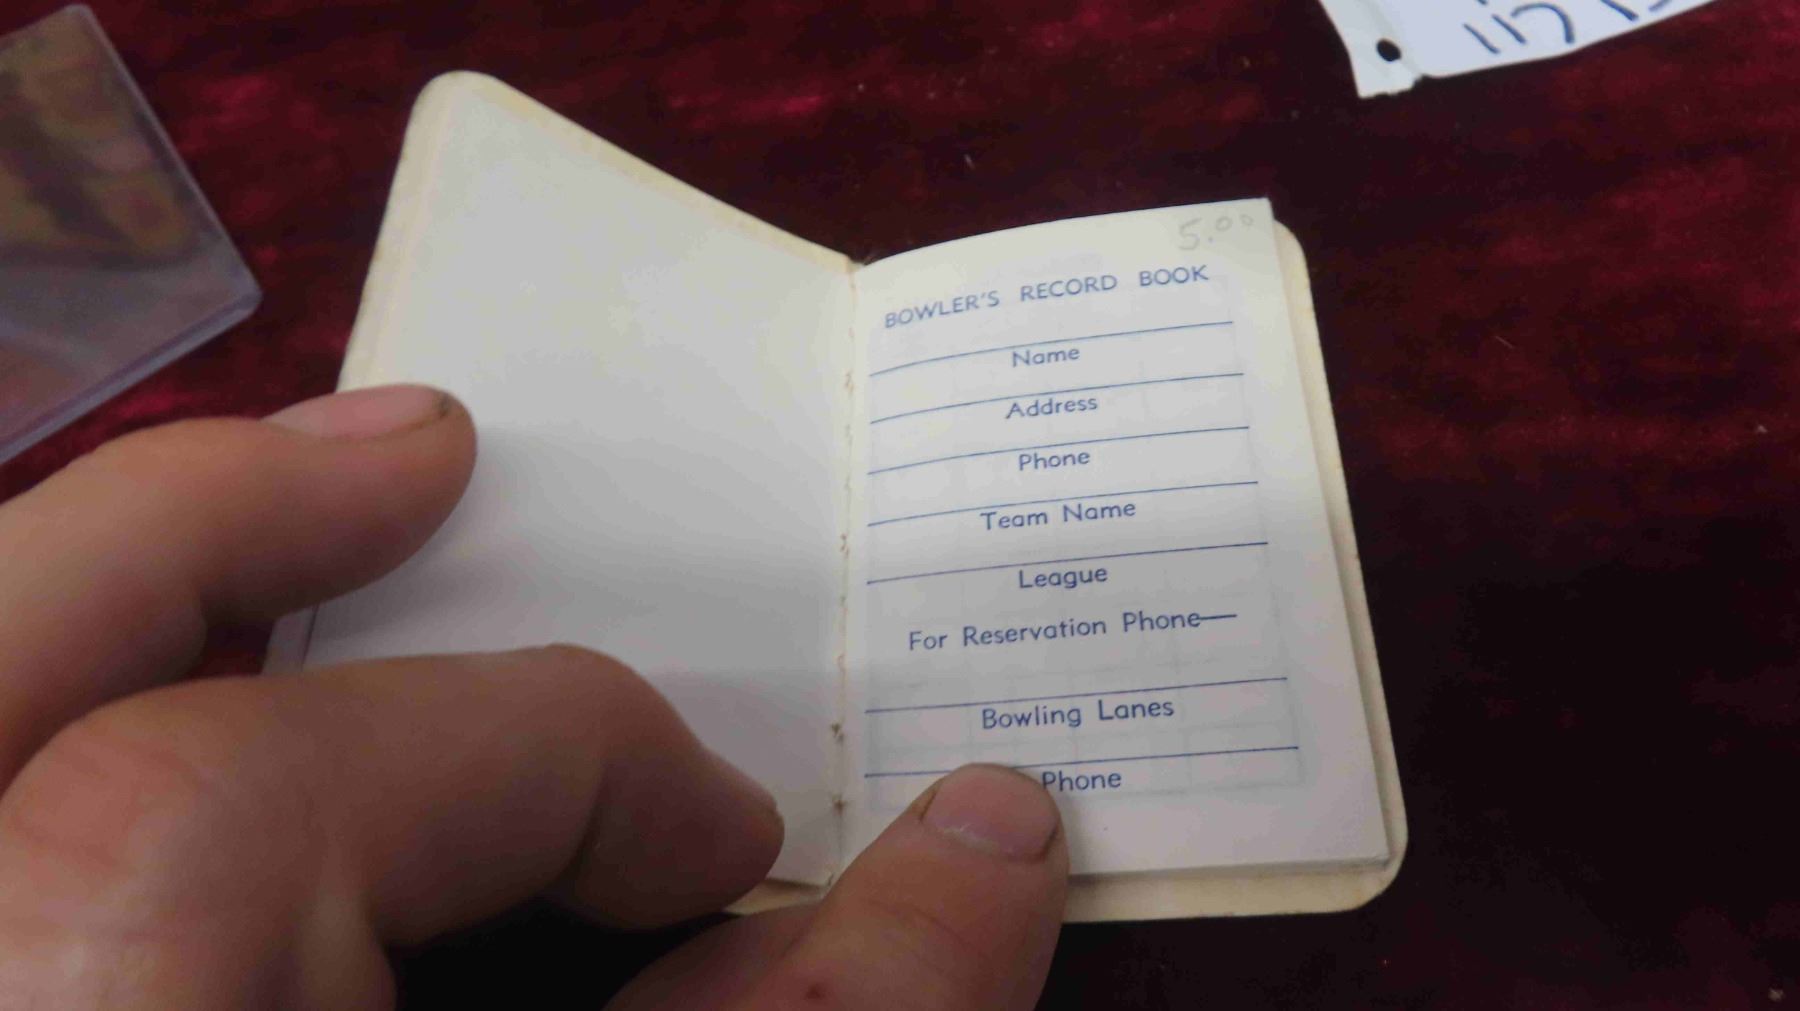 5.00
BOWLER'S RECORD BOOK
Name
Address
Phone
Team Name
League
For Reservation Phone—
Bowling Lanes
Phone